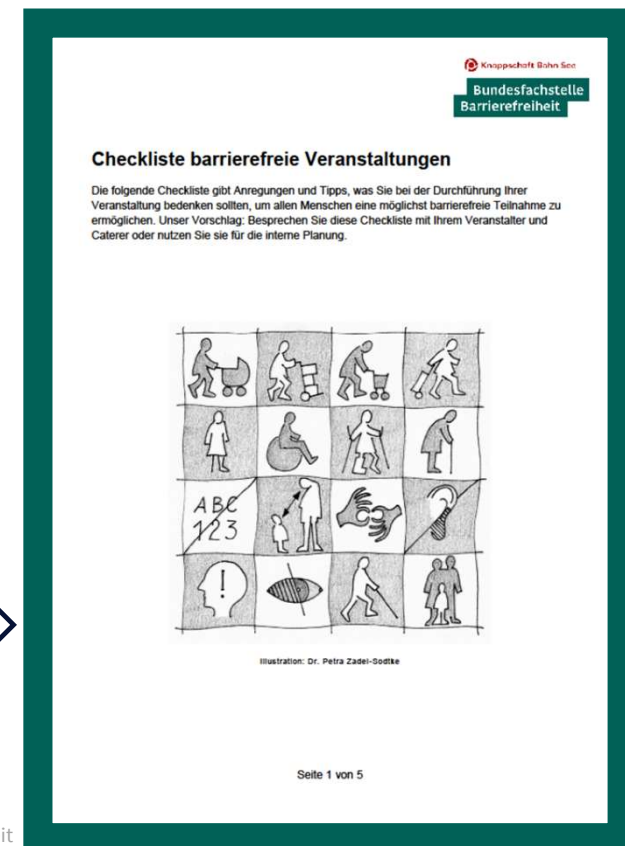 Knappschaft Bahn See
Bundesfachstelle
Barrierefreiheit
Checkliste barrierefreie Veranstaltungen
Die folgende Checkliste gibt Anregungen und Tipps, was Sie bei der Durchführung Ihrer
Veranstaltung bedenken sollten, um allen Menschen eine möglichst barrierefreie Teilnahme zu
ermöglichen. Unser Vorschlag: Besprechen Sie diese Checkliste mit Ihrem Veranstalter und
Caterer oder nutzen Sie sie für die interne Planung.
ABC
123
!
Illustration: Dr. Petra Zadel-Sodtke
Seite 1 von 5
it